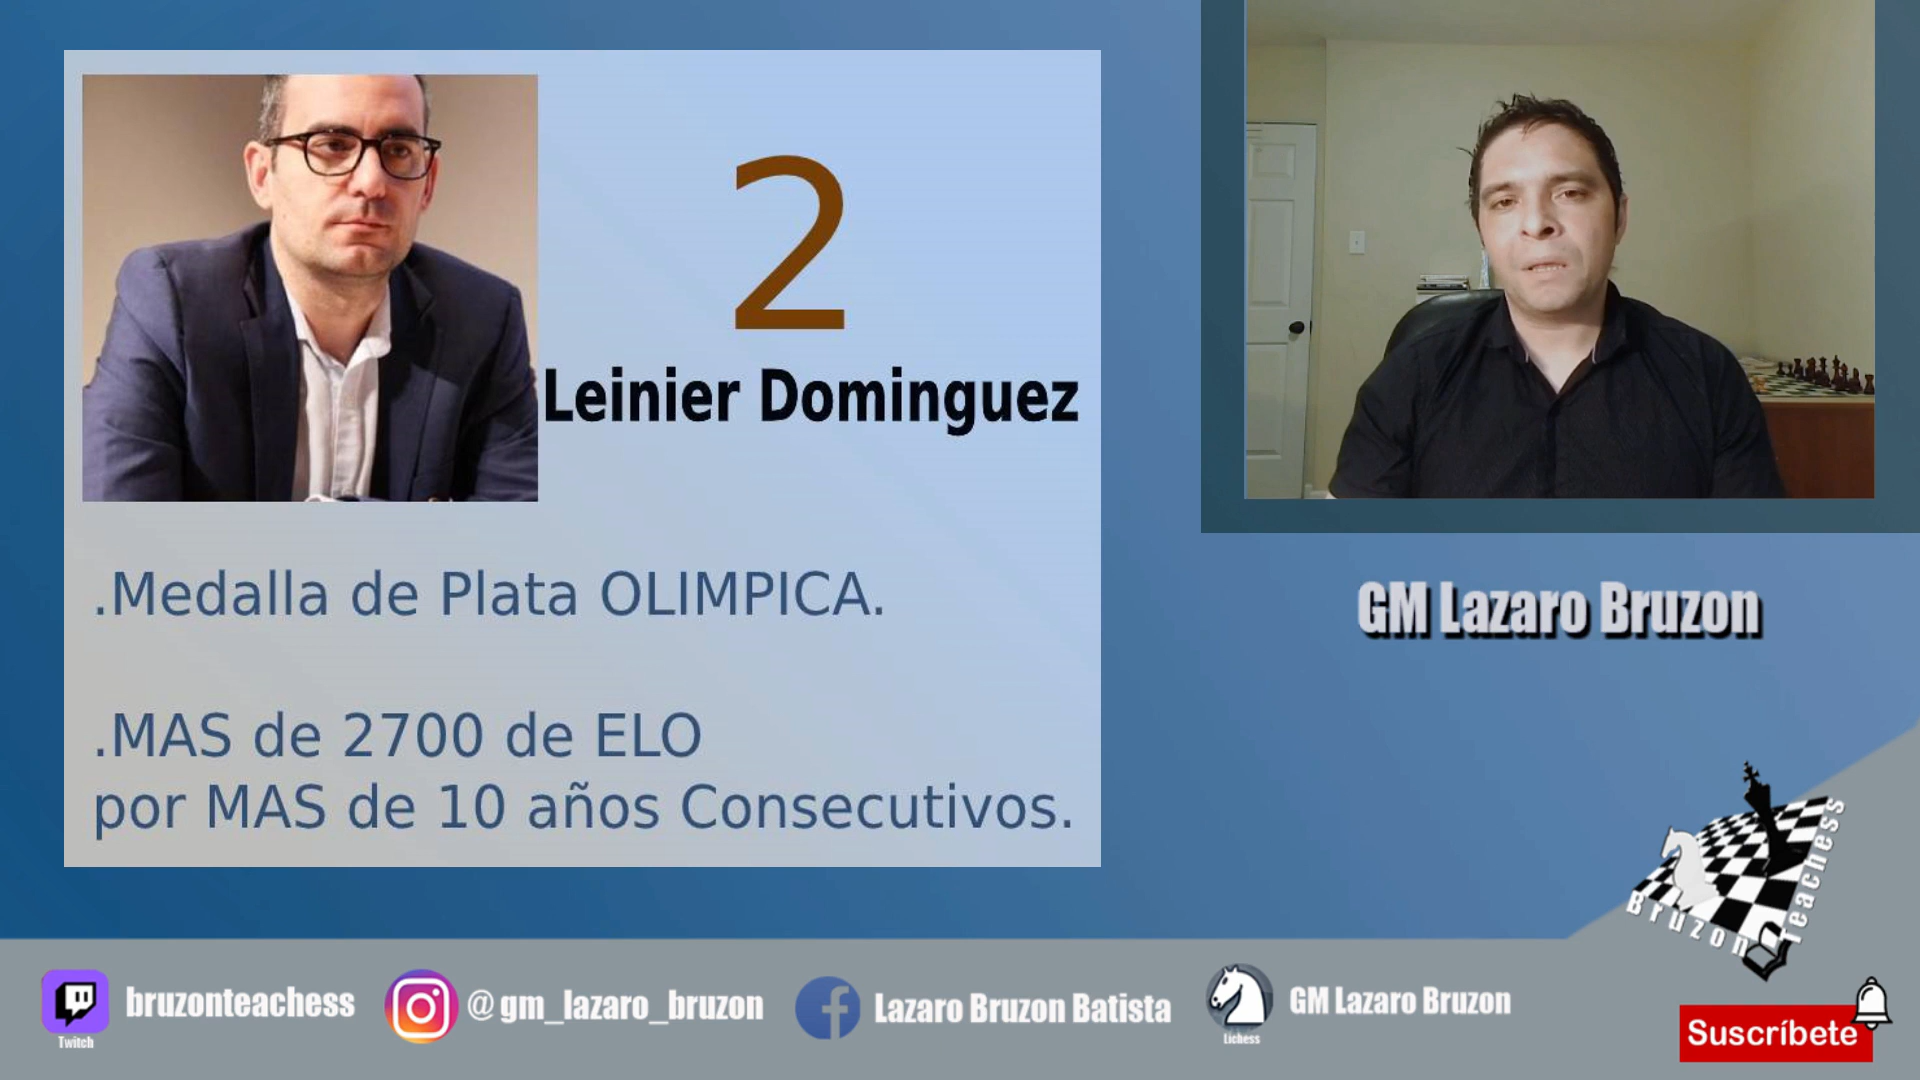 2
Leinier Dominguez
.Medalla de Plata OLIMPICA.
.MAS de 2700 de ELO
por MAS de 10 años Consecutivos.
GM Lazaro Bruzon
Bruzon Teachess
bruzonteachess
Twitch
@gm_lazaro_bruzon
Lazaro Bruzon Batista
GM Lazaro Bruzon
Lichess
Suscríbete